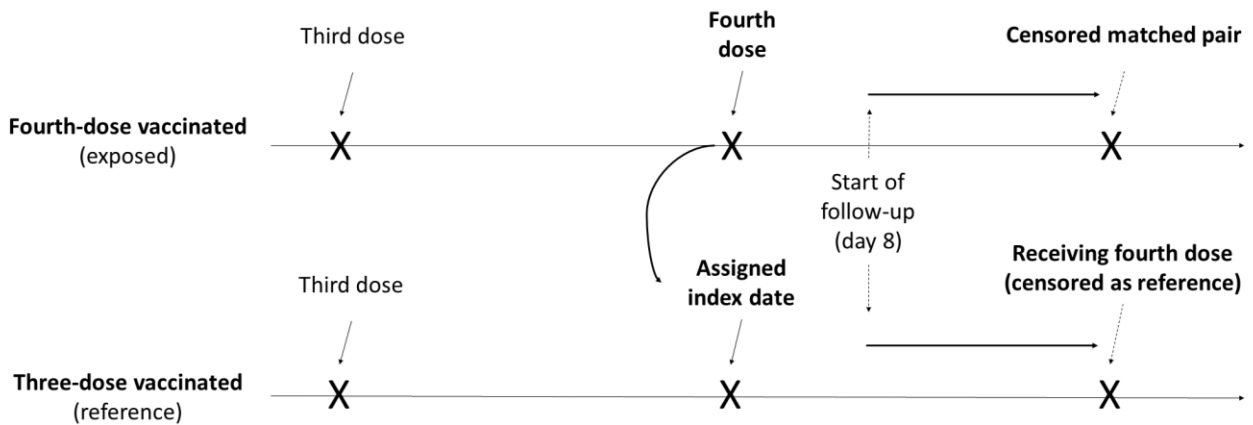 Third dose
Fourth
dose
Censored matched pair
Fourth-dose vaccinated
(exposed)
X
X
X
Start of
follow-up
(day 8)
Third dose
Assigned
index date
Receiving fourth dose
(censored as reference)
Three-dose vaccinated
(reference)
X
X
X